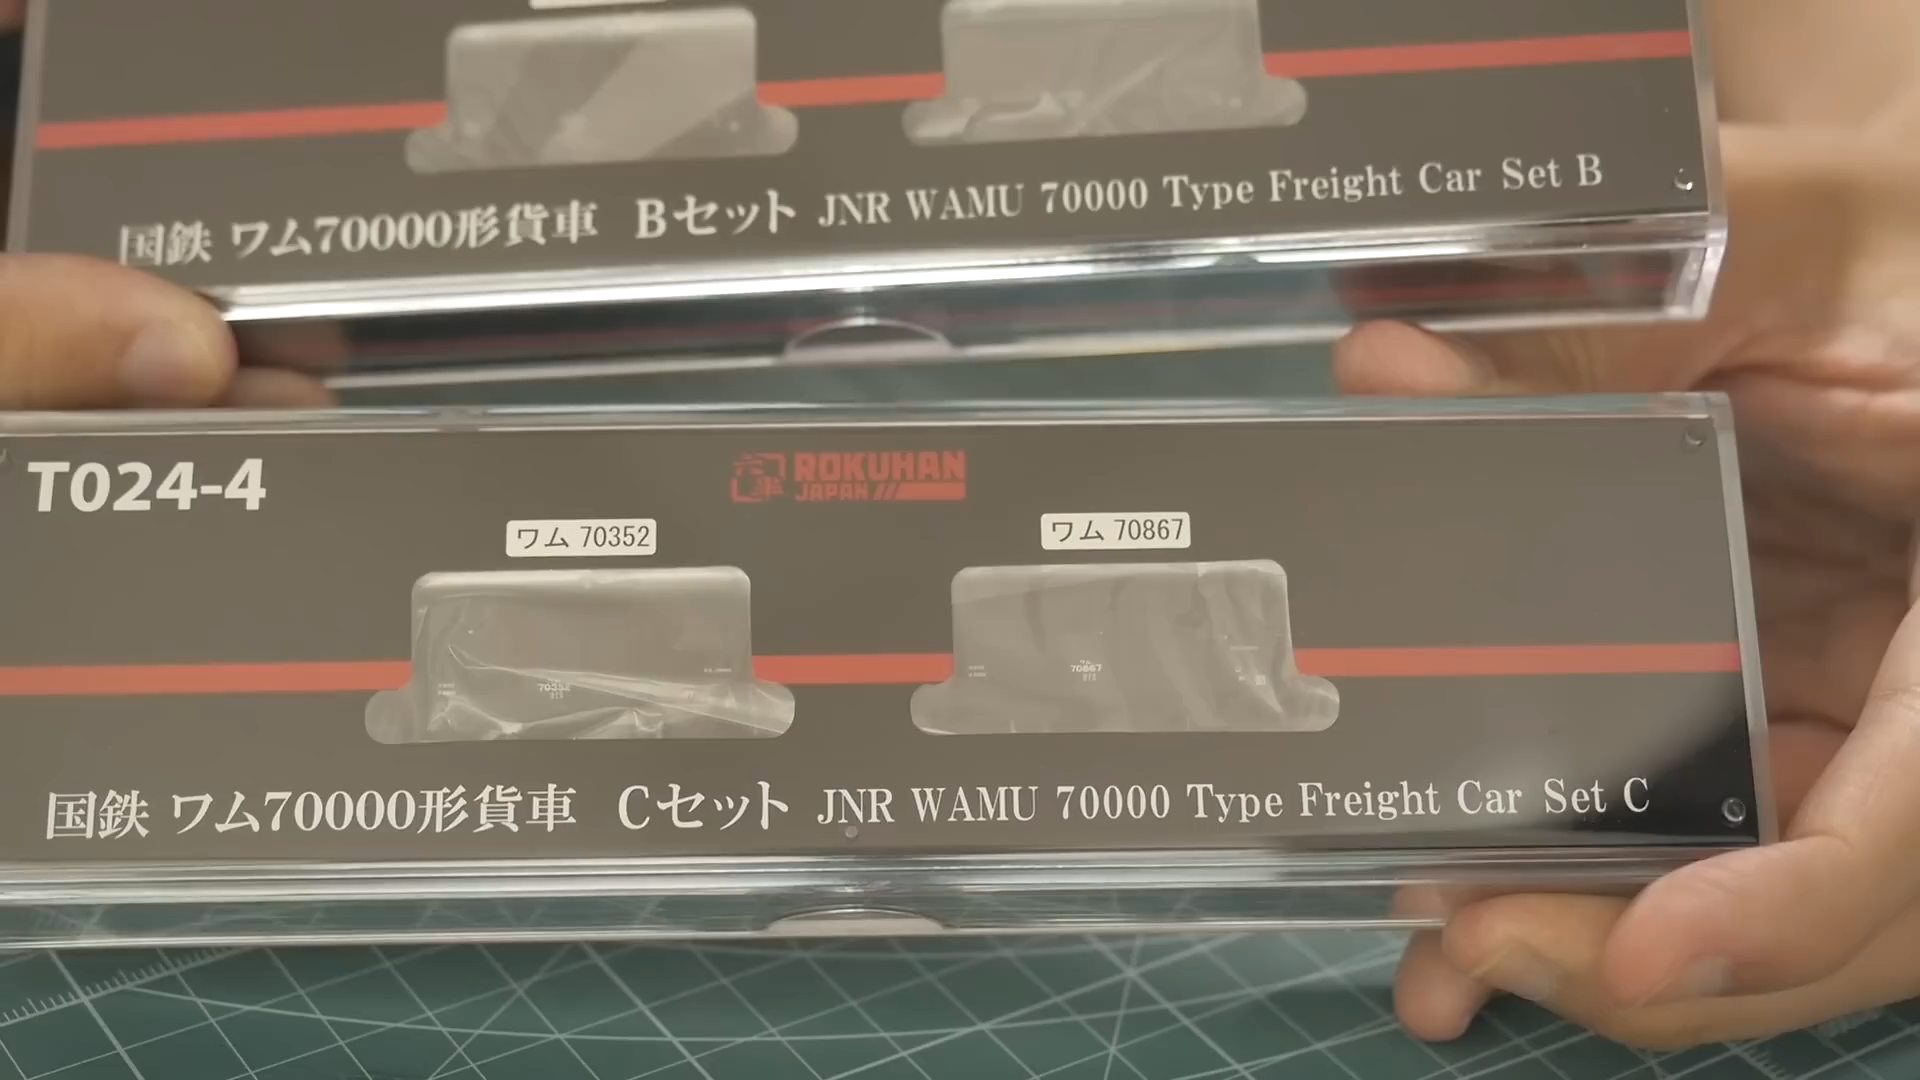 国鉄 ワム70000形貨車 Bセット JNR WAMU 70000 Type Freight Car Set B
T024-4
ROKUHAN
JAPAN
ワム 70352
ワム 70867
70352
70867
国鉄 ワム70000形貨車 Cセット JNR WAMU 70000 Type Freight Car Set C